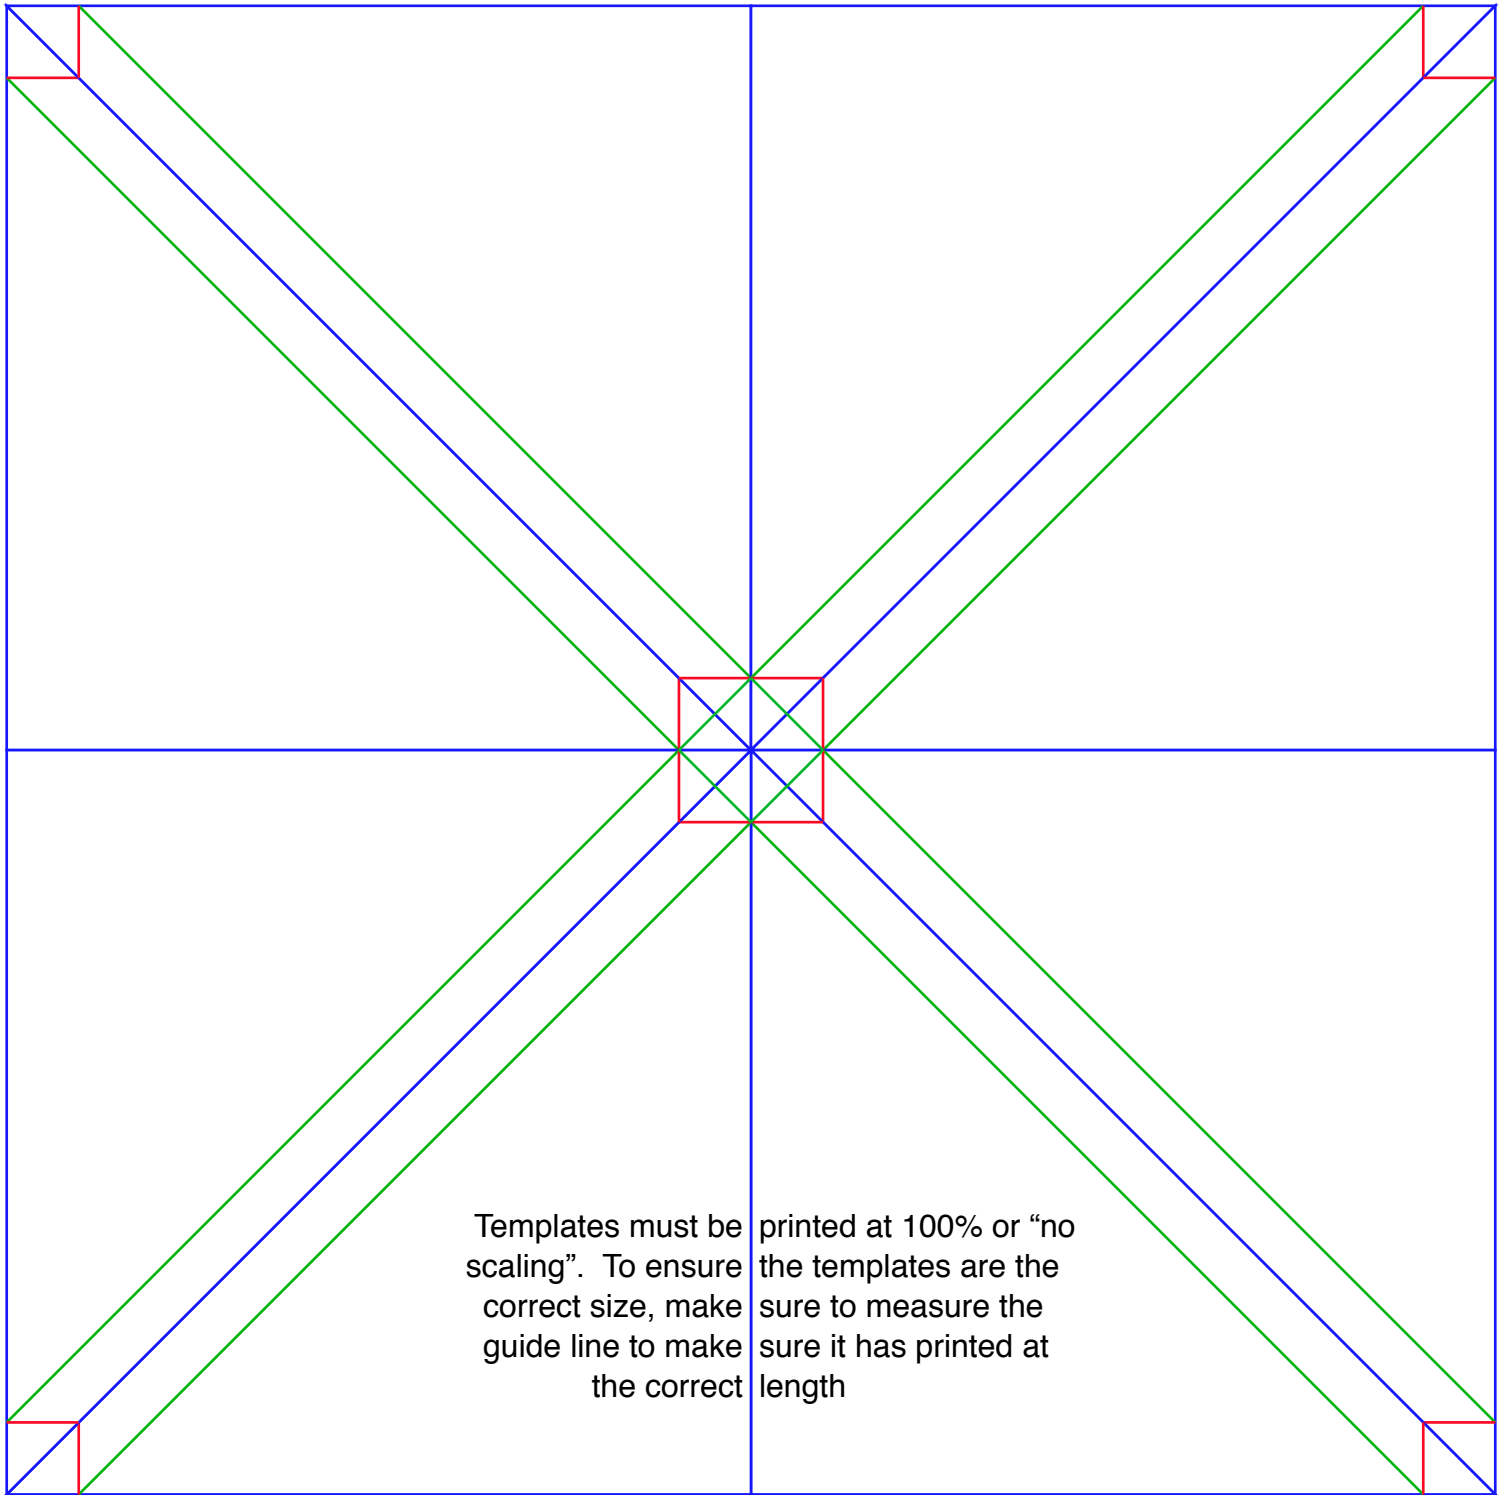 Templates must be printed at 100% or “no
scaling”. To ensure the templates are the
correct size, make sure to measure the
guide line to make sure it has printed at
the correct length